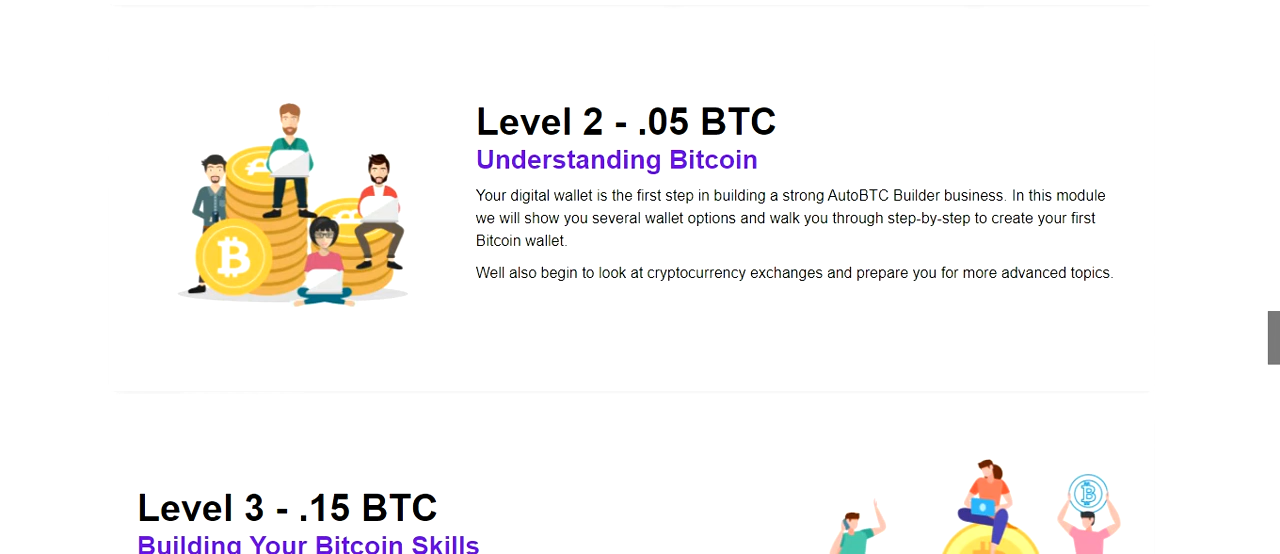 Level 2 - .05 BTC
Understanding Bitcoin
Your digital wallet is the first step in building a strong AutoBTC Builder business. In this module
we will show you several wallet options and walk you through step-by-step to create your first
Bitcoin wallet.
Well also begin to look at cryptocurrency exchanges and prepare you for more advanced topics.
Level 3 - .15 BTC
Building Your Bitcoin Skills